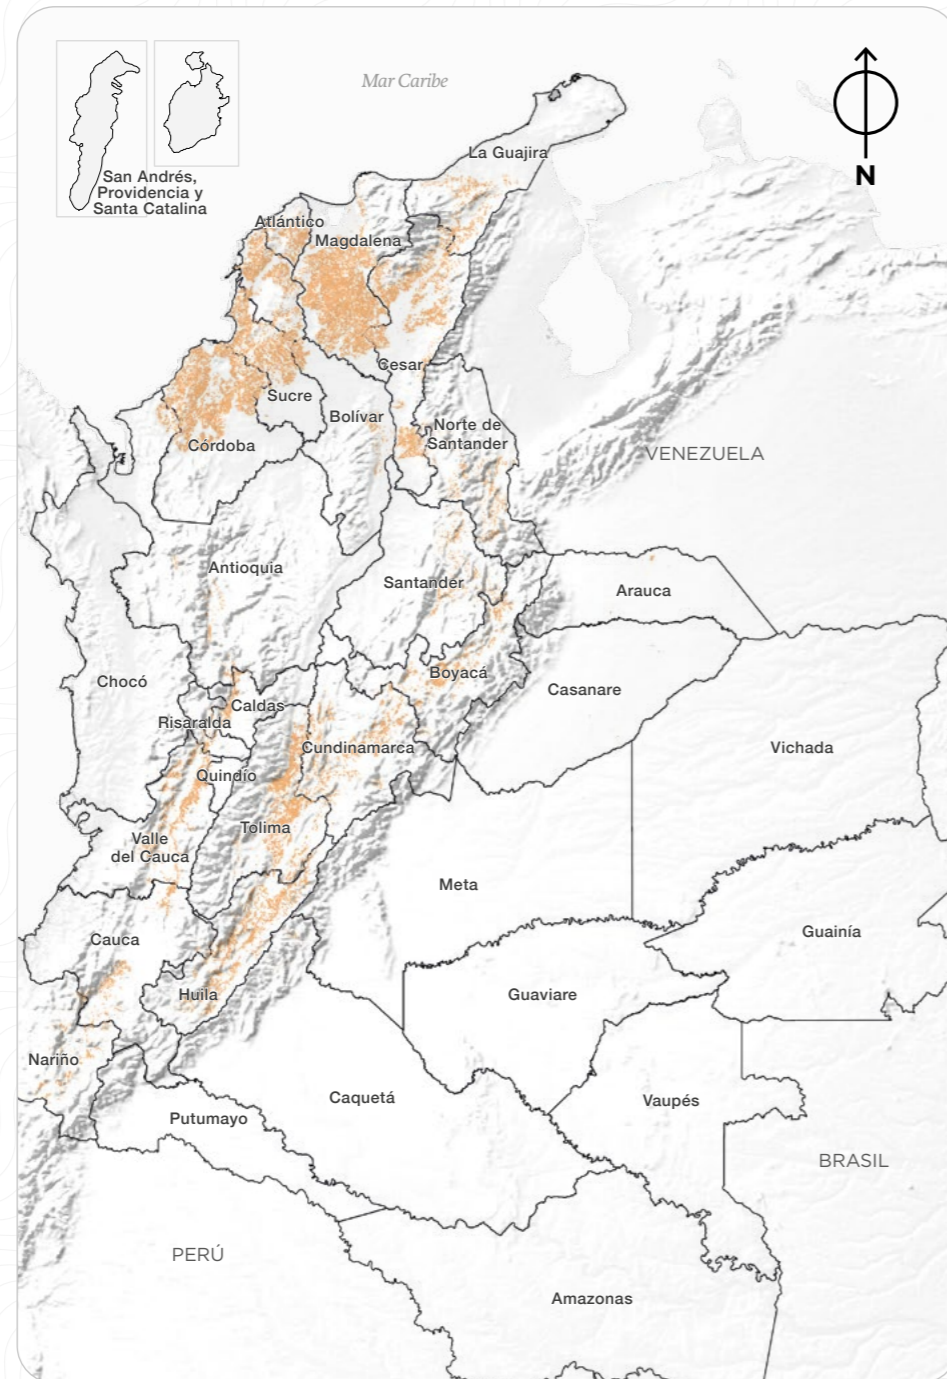 Mar Caribe
N
San Andrés,
Providencia y
Santa Catalina
La Guajira
Atlántico
Magdalena
Cesar
Sucre
Bolívar
Norte de
Santander
Córdoba
VENEZUELA
Antioquia
Santander
Arauca
Chocó
Boyacá
Casanare
Caldas
Risaralda
Cundinamarca
Vichada
Quindío
Tolima
Valle
del Cauca
Meta
Cauca
Guainía
Huila
Guaviare
Nariño
Caquetá
Vaupés
Putumayo
BRASIL
PERÚ
Amazonas